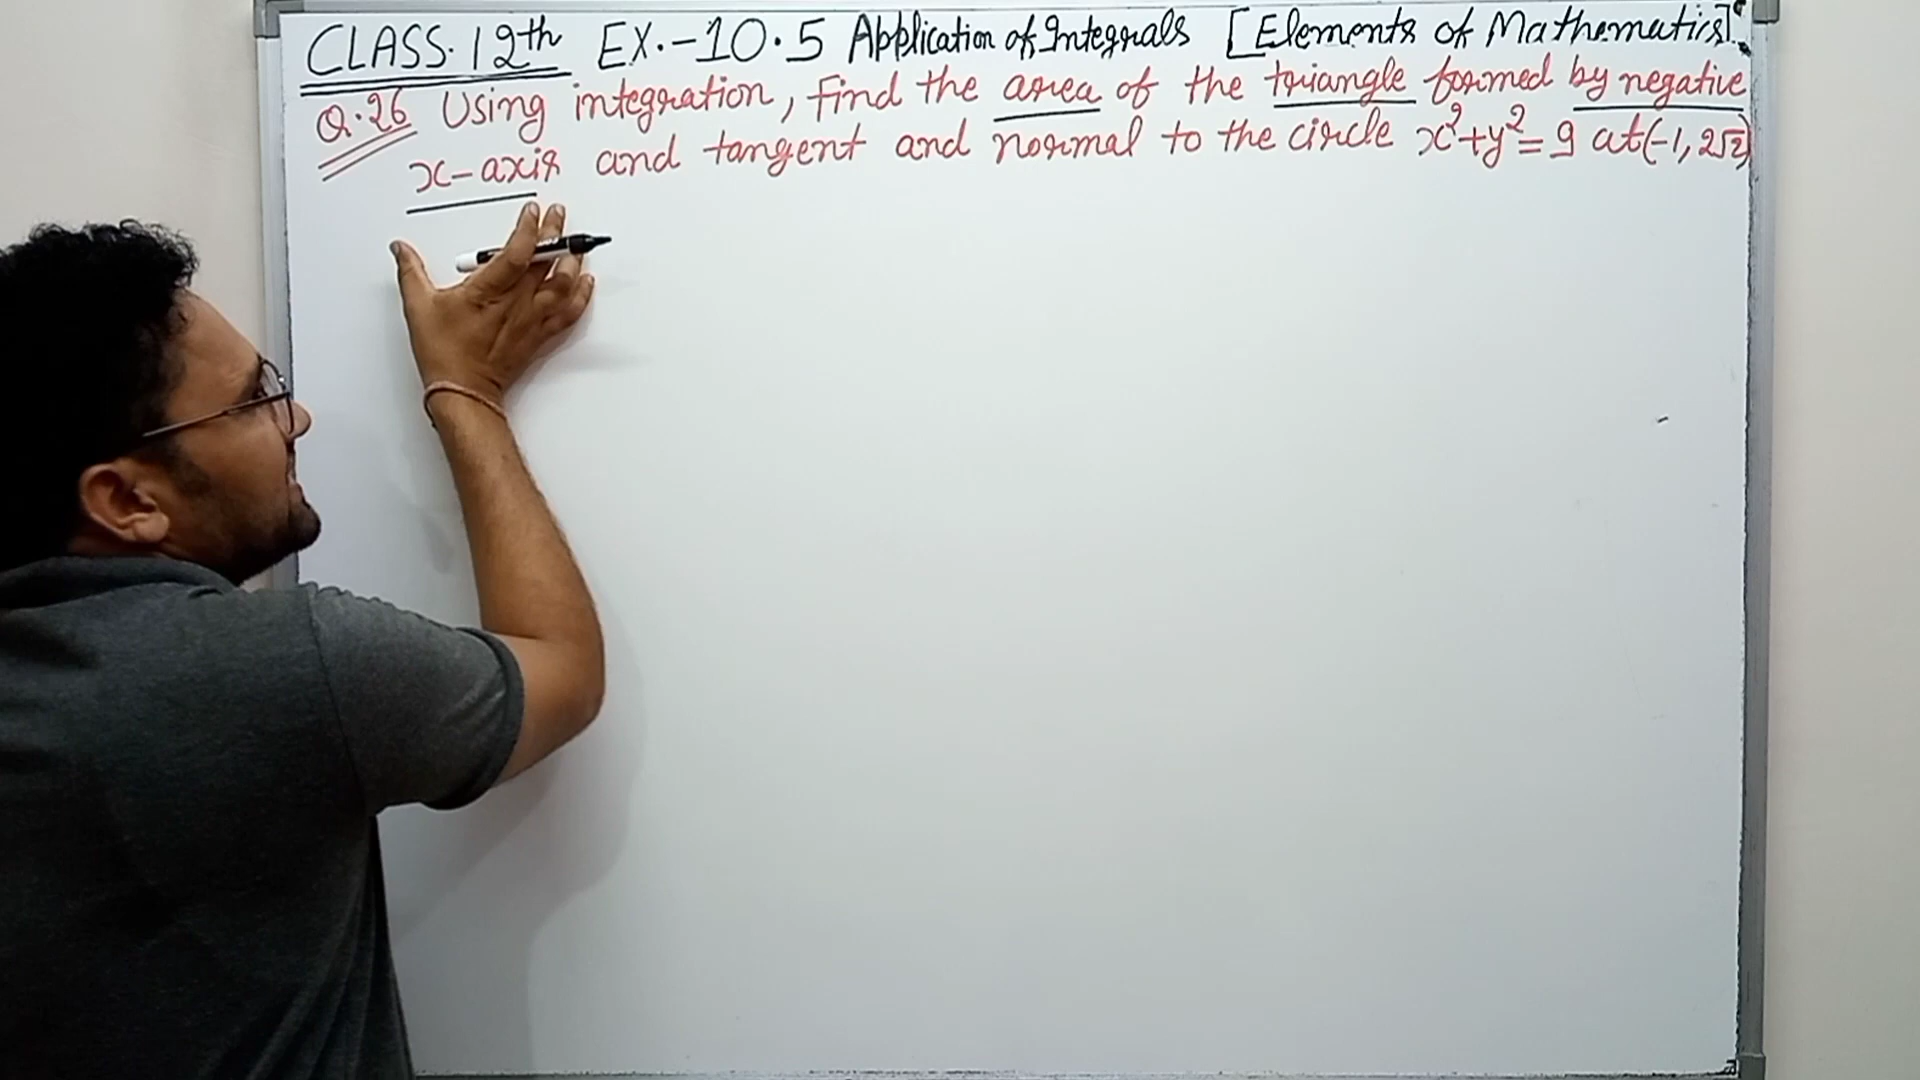 CLASS. 12th EX.-10.5 Application of Integrals [Elements of Mathematics]
Q.26 Using integration, find the area of the triangle formed by negative
x-axis and tangent and normal to the circle x²+y²=9 at(-1, 2√2)